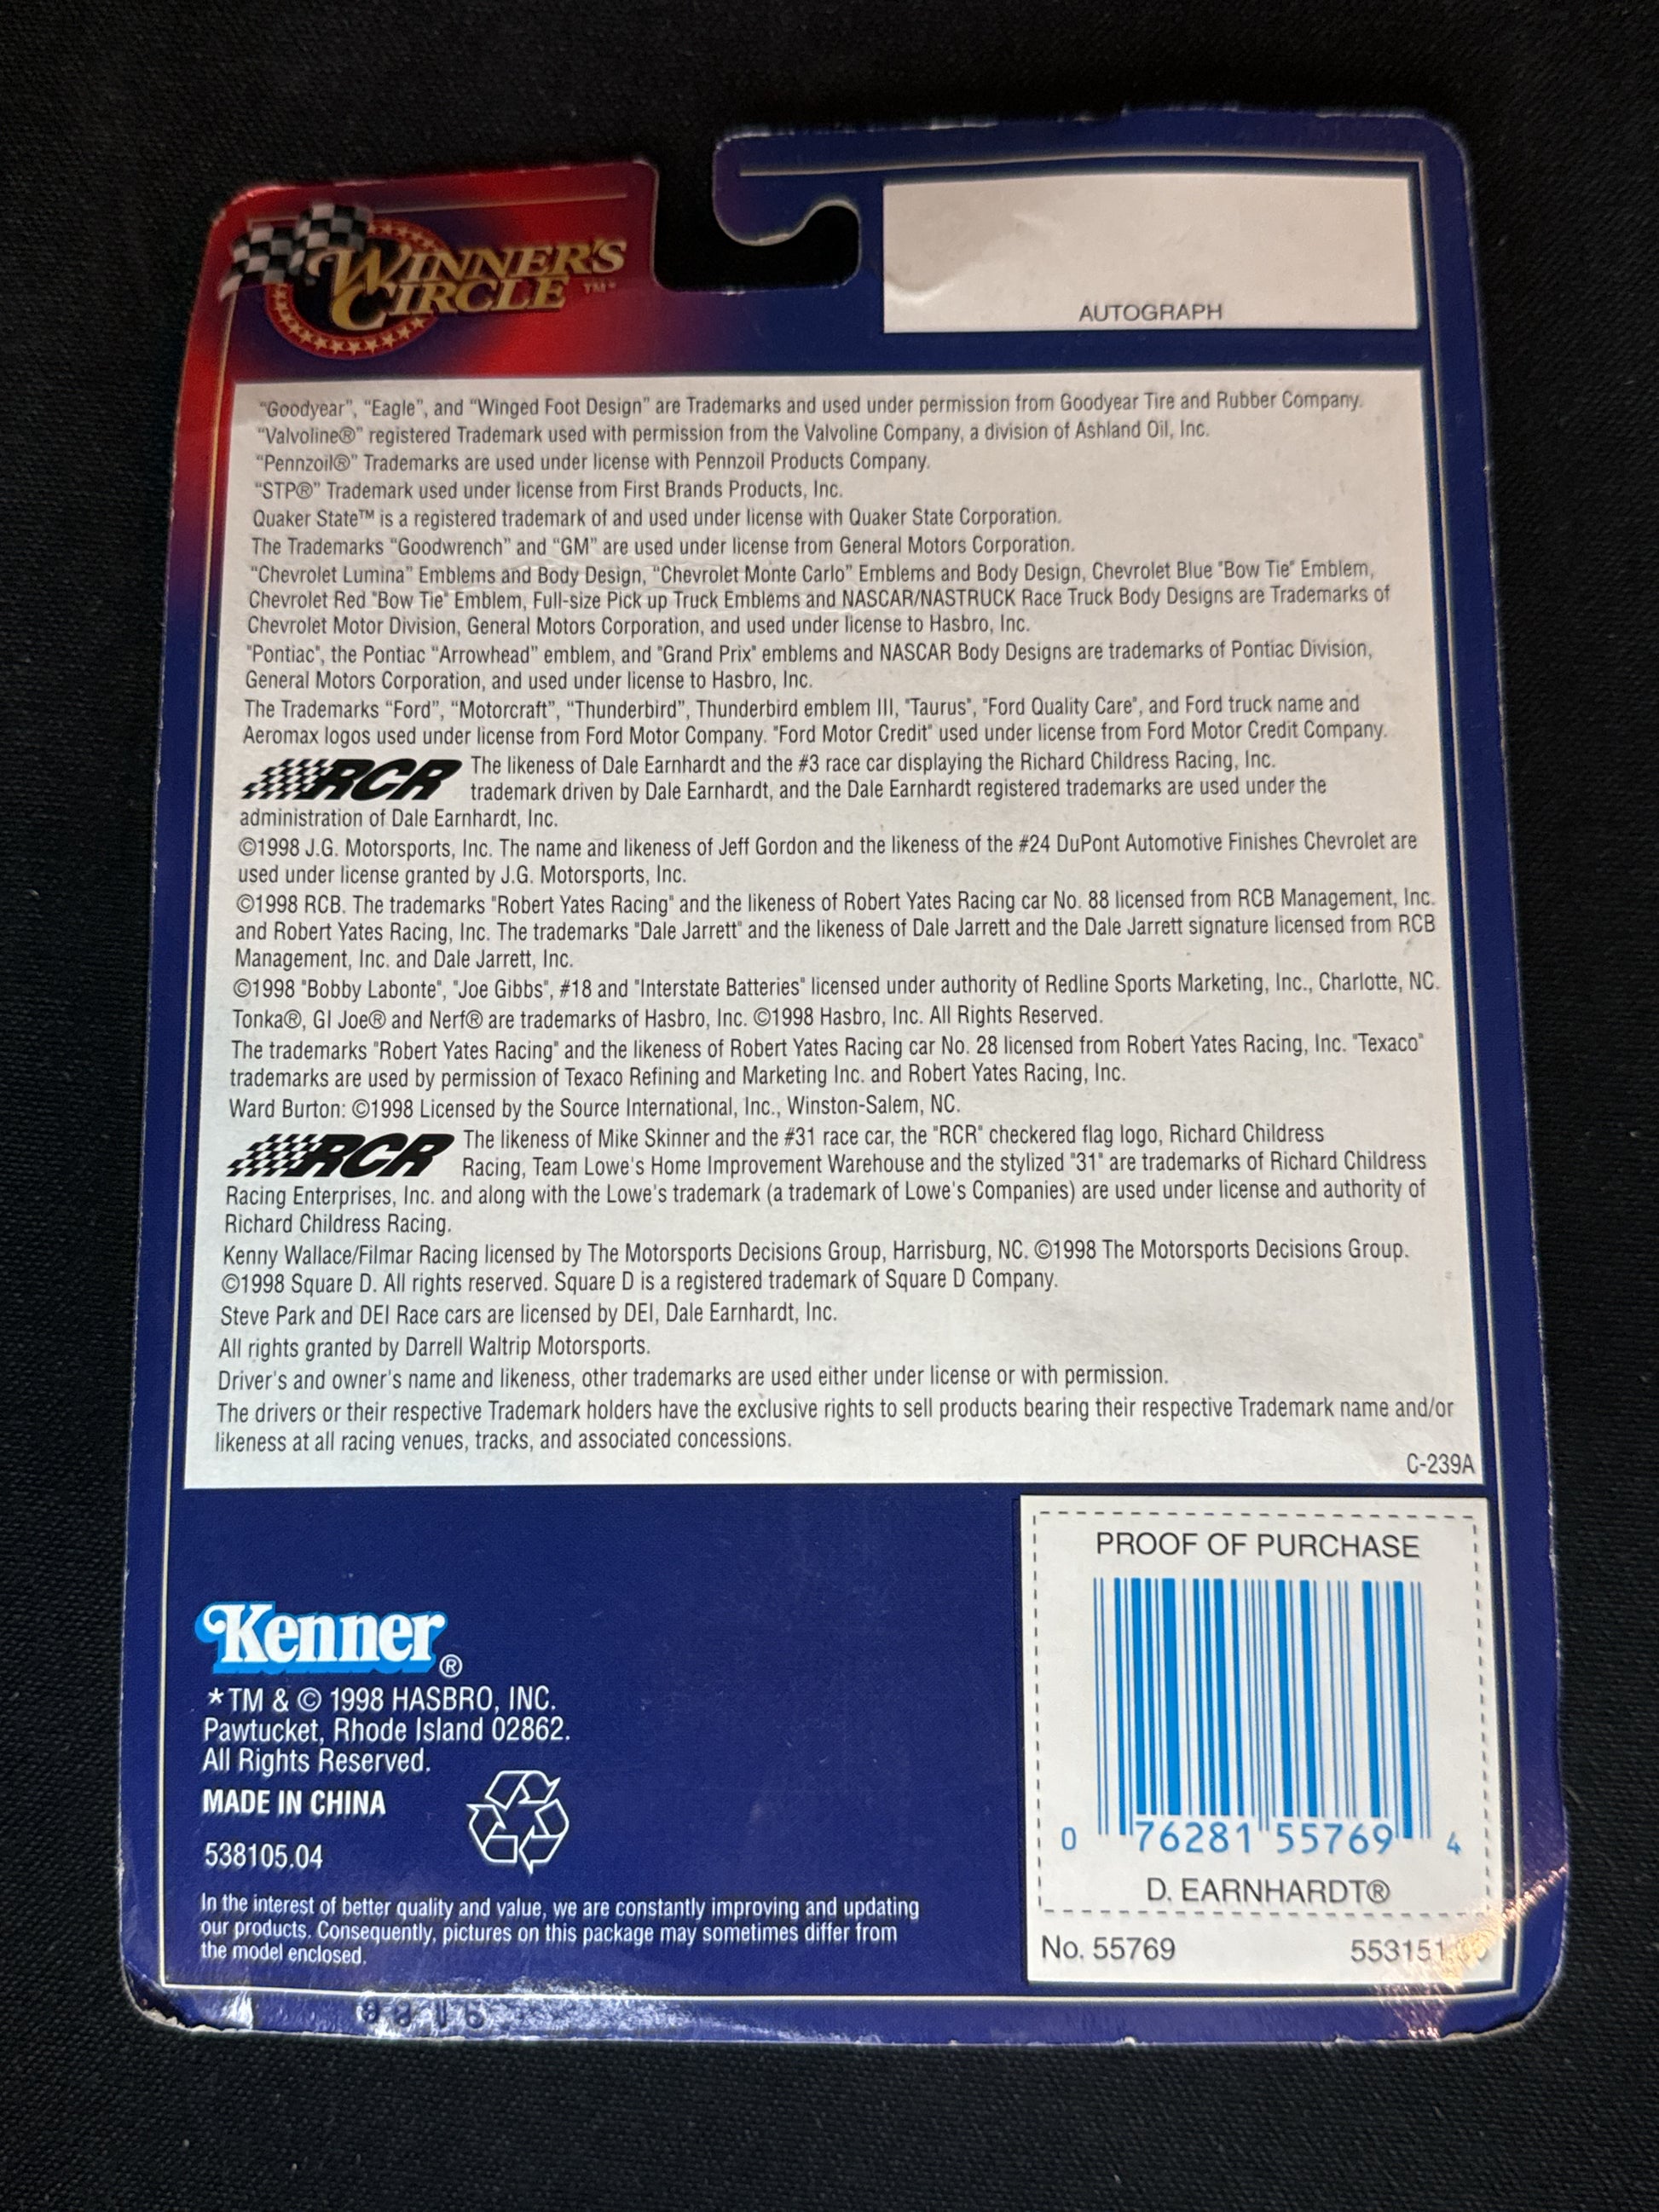 WINNER'S
CIRCLE ™*
AUTOGRAPH
"Goodyear", "Eagle", and "Winged Foot Design" are Trademarks and used under permission from Goodyear Tire and Rubber Company.
"Valvoline®" registered Trademark used with permission from the Valvoline Company, a division of Ashland Oil, Inc.
"Pennzoil®" Trademarks are used under license with Pennzoil Products Company.
"STP®" Trademark used under license from First Brands Products, Inc.
Quaker State™ is a registered trademark of and used under license with Quaker State Corporation.
The Trademarks "Goodwrench" and "GM" are used under license from General Motors Corporation.
"Chevrolet Lumina" Emblems and Body Design, "Chevrolet Monte Carlo" Emblems and Body Design, Chevrolet Blue "Bow Tie" Emblem,
Chevrolet Red "Bow Tie" Emblem, Full-size Pick up Truck Emblems and NASCAR/NASTRUCK Race Truck Body Designs are Trademarks of
Chevrolet Motor Division, General Motors Corporation, and used under license to Hasbro, Inc.
"Pontiac", the Pontiac "Arrowhead" emblem, and "Grand Prix" emblems and NASCAR Body Designs are trademarks of Pontiac Division,
General Motors Corporation, and used under license to Hasbro, Inc.
The Trademarks "Ford", "Motorcraft", "Thunderbird", Thunderbird emblem III, "Taurus", "Ford Quality Care", and Ford truck name and
Aeromax logos used under license from Ford Motor Company. "Ford Motor Credit" used under license from Ford Motor Credit Company.
RCR The likeness of Dale Earnhardt and the #3 race car displaying the Richard Childress Racing, Inc.
trademark driven by Dale Earnhardt, and the Dale Earnhardt registered trademarks are used under the
administration of Dale Earnhardt, Inc.
©1998 J.G. Motorsports, Inc. The name and likeness of Jeff Gordon and the likeness of the #24 DuPont Automotive Finishes Chevrolet are
used under license granted by J.G. Motorsports, Inc.
©1998 RCB. The trademarks "Robert Yates Racing" and the likeness of Robert Yates Racing car No. 88 licensed from RCB Management, Inc.
and Robert Yates Racing, Inc. The trademarks "Dale Jarrett" and the likeness of Dale Jarrett and the Dale Jarrett signature licensed from RCB
Management, Inc. and Dale Jarrett, Inc.
©1998 "Bobby Labonte", "Joe Gibbs", #18 and "Interstate Batteries" licensed under authority of Redline Sports Marketing, Inc., Charlotte, NC.
Tonka®, GI Joe® and Nerf® are trademarks of Hasbro, Inc. ©1998 Hasbro, Inc. All Rights Reserved.
The trademarks "Robert Yates Racing" and the likeness of Robert Yates Racing car No. 28 licensed from Robert Yates Racing, Inc. "Texaco"
trademarks are used by permission of Texaco Refining and Marketing Inc. and Robert Yates Racing, Inc.
Ward Burton: ©1998 Licensed by the Source International, Inc., Winston-Salem, NC.
RCR The likeness of Mike Skinner and the #31 race car, the "RCR" checkered flag logo, Richard Childress
Racing, Team Lowe's Home Improvement Warehouse and the stylized "31" are trademarks of Richard Childress
Racing Enterprises, Inc. and along with the Lowe's trademark (a trademark of Lowe's Companies) are used under license and authority of
Richard Childress Racing.
Kenny Wallace/Filmar Racing licensed by The Motorsports Decisions Group, Harrisburg, NC. ©1998 The Motorsports Decisions Group.
©1998 Square D. All rights reserved. Square D is a registered trademark of Square D Company.
Steve Park and DEI Race cars are licensed by DEI, Dale Earnhardt, Inc.
All rights granted by Darrell Waltrip Motorsports.
Driver's and owner's name and likeness, other trademarks are used either under license or with permission.
The drivers or their respective Trademark holders have the exclusive rights to sell products bearing their respective Trademark name and/or
likeness at all racing venues, tracks, and associated concessions.
C-239A
Kenner®
*TM & © 1998 HASBRO, INC.
Pawtucket, Rhode Island 02862.
All Rights Reserved.
MADE IN CHINA
538105.04
In the interest of better quality and value, we are constantly improving and updating
our products. Consequently, pictures on this package may sometimes differ from
the model enclosed.
PROOF OF PURCHASE
0 76281 55769 4
D. EARNHARDT®
No. 55769